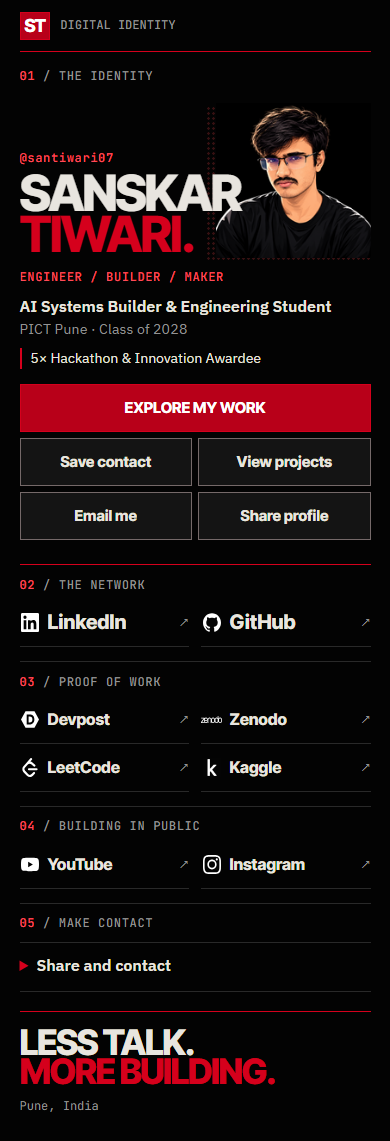 ST DIGITAL IDENTITY
01 / THE IDENTITY
@santiwari07
SANSKAR
TIWARI.
ENGINEER / BUILDER / MAKER
AI Systems Builder & Engineering Student
PICT Pune · Class of 2028
5× Hackathon & Innovation Awardee
EXPLORE MY WORK
Save contact
View projects
Email me
Share profile
02 / THE NETWORK
in LinkedIn ↗
GitHub ↗
03 / PROOF OF WORK
D Devpost ↗
zenodo Zenodo ↗
LeetCode ↗
k Kaggle ↗
04 / BUILDING IN PUBLIC
YouTube ↗
Instagram ↗
05 / MAKE CONTACT
▶ Share and contact
LESS TALK.
MORE BUILDING.
Pune, India